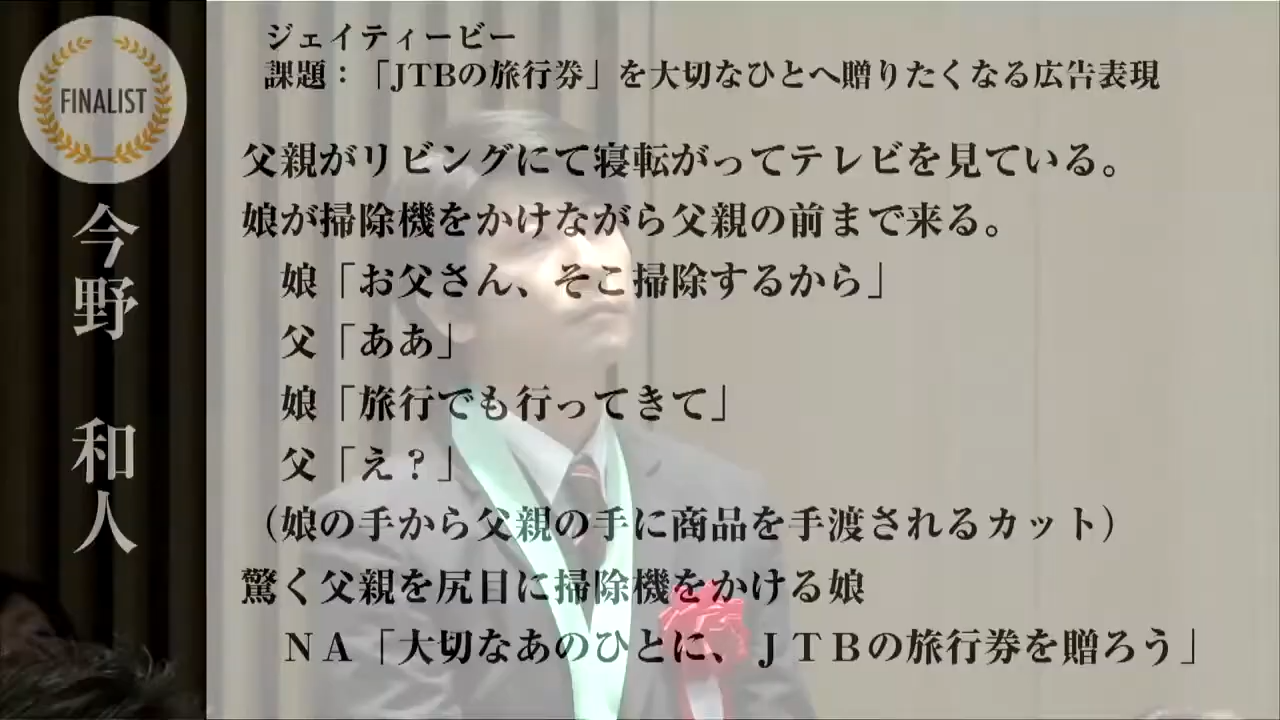 FINALIST
今野 和人
ジェイティービー
課題：「JTBの旅行券」を大切なひとへ贈りたくなる広告表現
父親がリビングにて寝転がってテレビを見ている。
娘が掃除機をかけながら父親の前まで来る。
娘「お父さん、そこ掃除するから」
父「ああ」
娘「旅行でも行ってきて」
父「え？」
（娘の手から父親の手に商品を手渡されるカット）
驚く父親を尻目に掃除機をかける娘
ＮＡ「大切なあのひとに、ＪＴＢの旅行券を贈ろう」